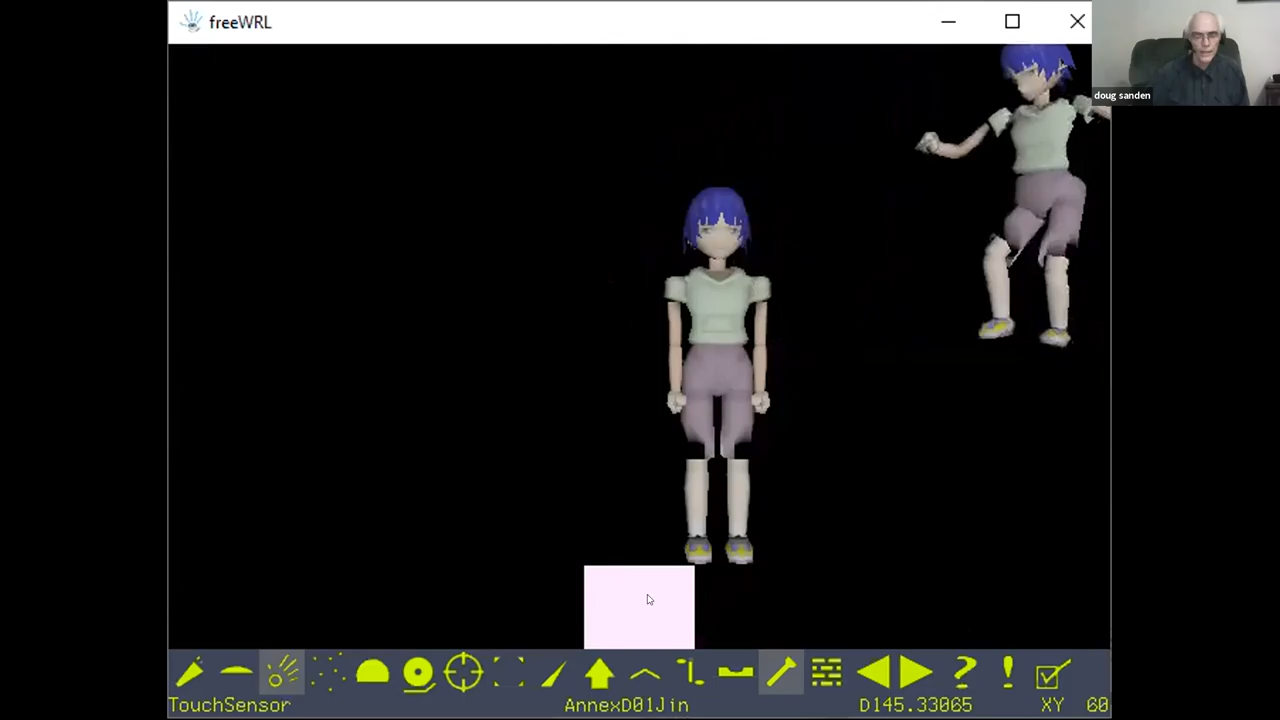 freeWRL
doug sanden
TouchSensor
AnnexD01Jin
D145.33065
XY 60